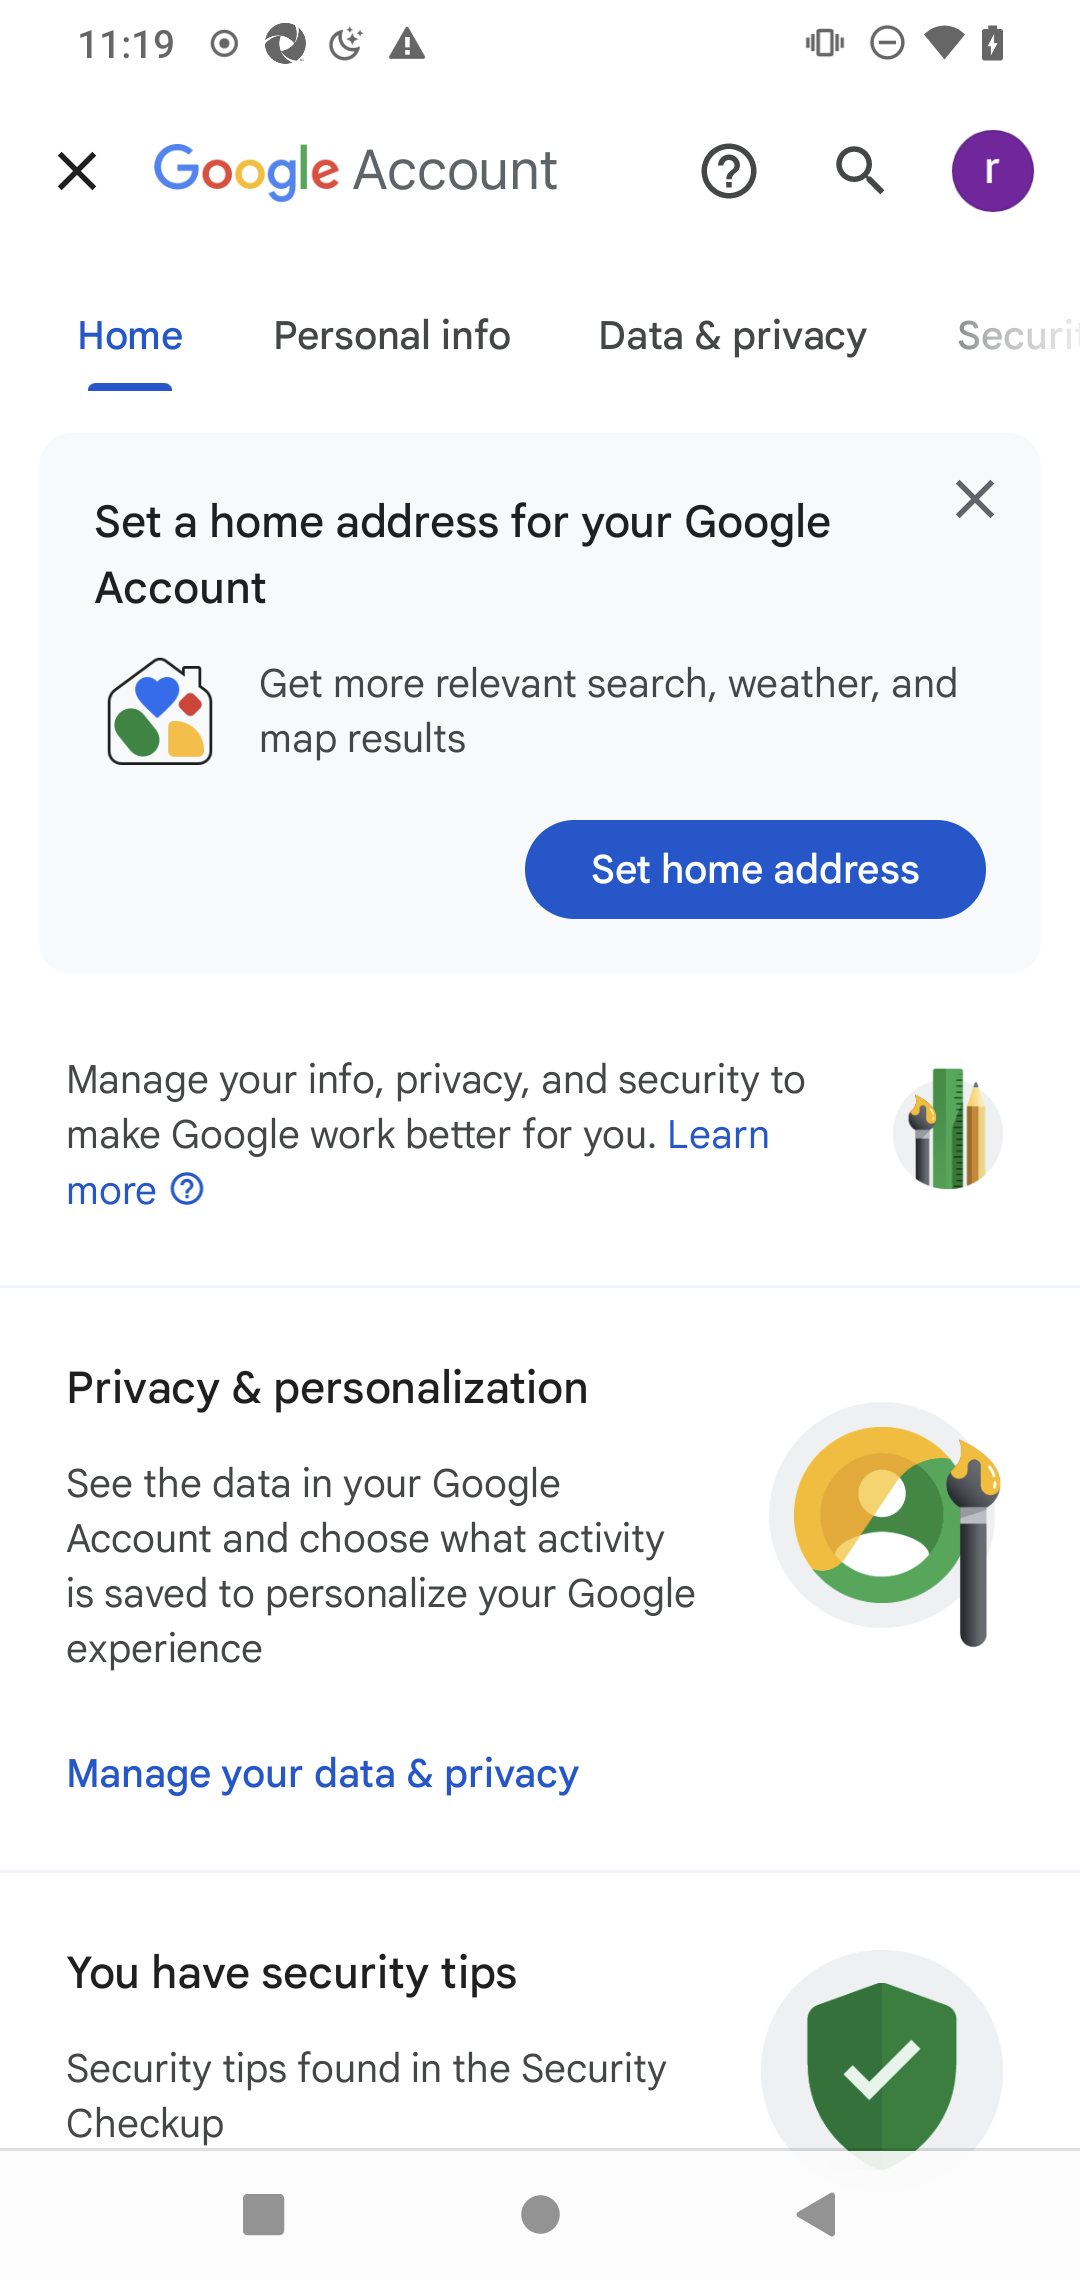 11:19
Google Account
r
Home Personal info Data & privacy Securi
Set a home address for your Google
Account
Get more relevant search, weather, and
map results
Set home address
Manage your info, privacy, and security to
make Google work better for you. Learn
more
Privacy & personalization
See the data in your Google
Account and choose what activity
is saved to personalize your Google
experience
Manage your data & privacy
You have security tips
Security tips found in the Security
Checkup